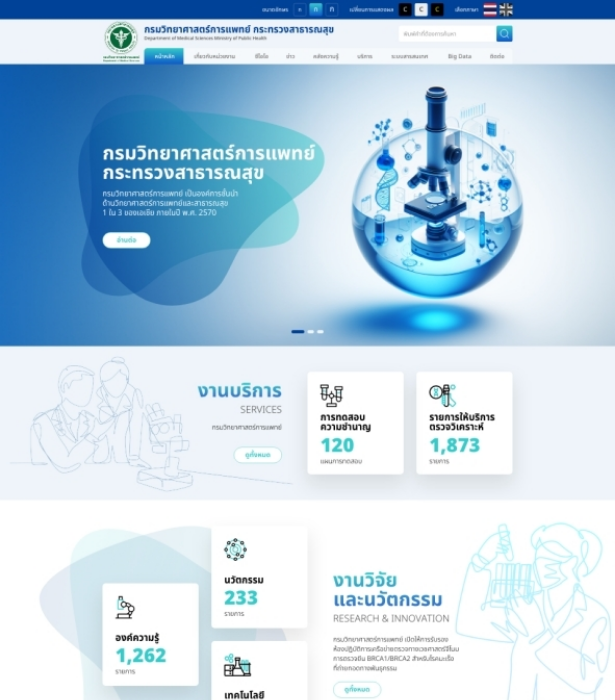 ขนาดอักษร ก ก ก เปลี่ยนการแสดงผล C C C เลือกภาษา
กรมวิทยาศาสตร์การแพทย์ กระทรวงสาธารณสุข
Department of Medical Sciences Ministry of Public Health
พิมพ์คำที่ต้องการค้นหา
หน้าหลัก เกี่ยวกับหน่วยงาน ข่าว คลังความรู้ บริการ ระบบสารสนเทศ Big Data ติดต่อ
กรมวิทยาศาสตร์การแพทย์
กระทรวงสาธารณสุข
กรมวิทยาศาสตร์การแพทย์ เป็นองค์การชั้นนำ
ด้านวิทยาศาสตร์การแพทย์และสาธารณสุข
1 ใน 3 ของเอเชีย ภายในปี พ.ศ. 2570
อ่านต่อ
งานบริการ
SERVICES
กรมวิทยาศาสตร์การแพทย์
ดูทั้งหมด
การทดสอบ
ความชำนาญ
120
แผนการทดสอบ
รายการให้บริการ
ตรวจวิเคราะห์
1,873
รายการ
นวัตกรรม
233
รายการ
องค์ความรู้
1,262
รายการ
เทคโนโลยี
งานวิจัย
และนวัตกรรม
RESEARCH & INNOVATION
กรมวิทยาศาสตร์การแพทย์ เปิดให้การรับรอง
ห้องปฏิบัติการเครือข่ายตรวจทางเวชศาสตร์จีโนม
การตรวจยีน BRCA1/BRCA2 สำหรับโรคมะเร็ง
ที่ถ่ายทอดทางพันธุกรรม
ดูทั้งหมด